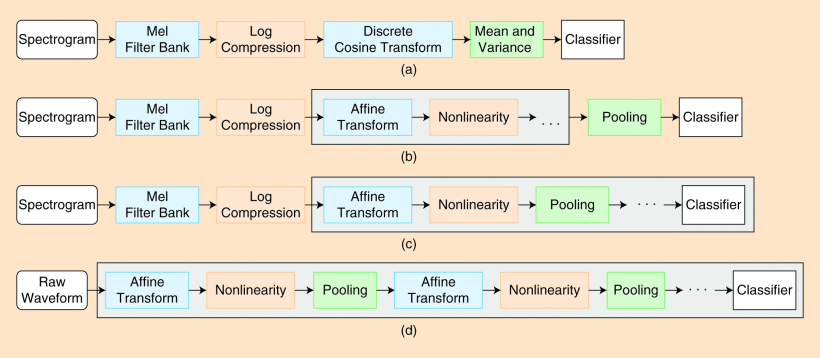 Spectrogram
Mel
Filter Bank
Log
Compression
Discrete
Cosine Transform
Mean and
Variance
Classifier
(a)
Spectrogram
Mel
Filter Bank
Log
Compression
Affine
Transform
Nonlinearity
. . .
Pooling
Classifier
(b)
Spectrogram
Mel
Filter Bank
Log
Compression
Affine
Transform
Nonlinearity
Pooling
. . .
Classifier
(c)
Raw
Waveform
Affine
Transform
Nonlinearity
Pooling
Affine
Transform
Nonlinearity
Pooling
. . .
Classifier
(d)